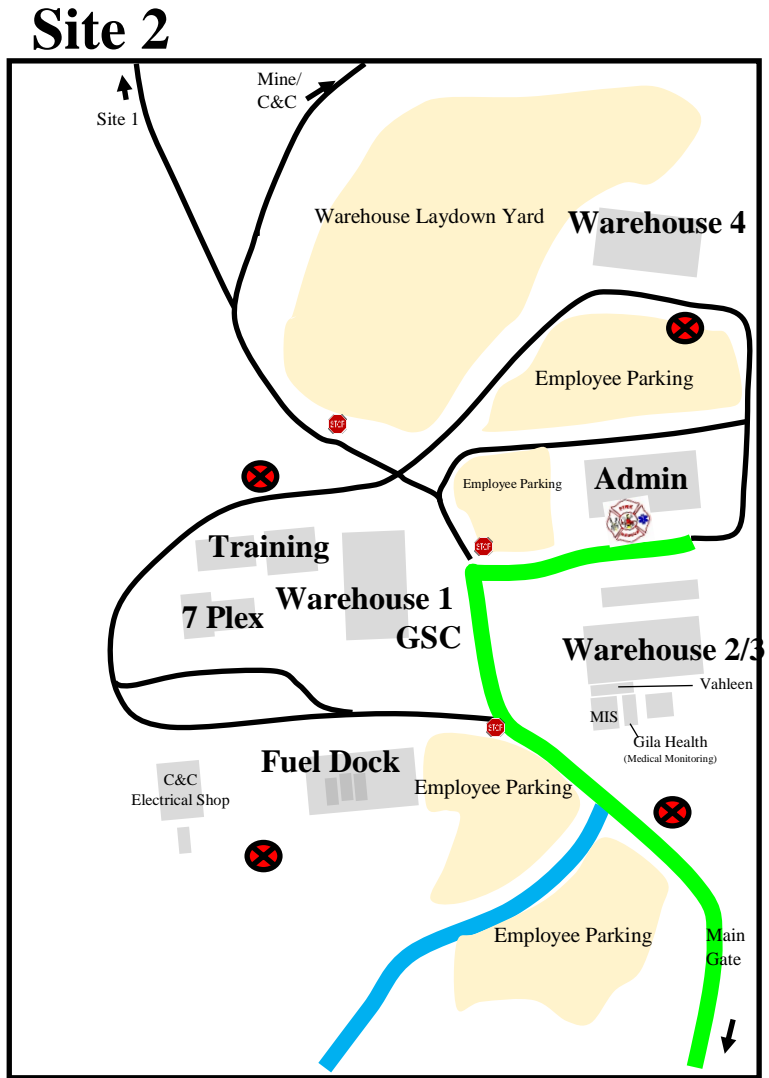 Site 2
Mine/
C&C
Site 1
Warehouse Laydown Yard
Warehouse 4
Employee Parking
STOP
Employee Parking
Admin
FIRE
RESCUE
STOP
Training
Warehouse 1
GSC
7 Plex
Warehouse 2/3
Vahleen
MIS
STOP
Gila Health
(Medical Monitoring)
Fuel Dock
C&C
Electrical Shop
Employee Parking
Employee Parking
Main
Gate